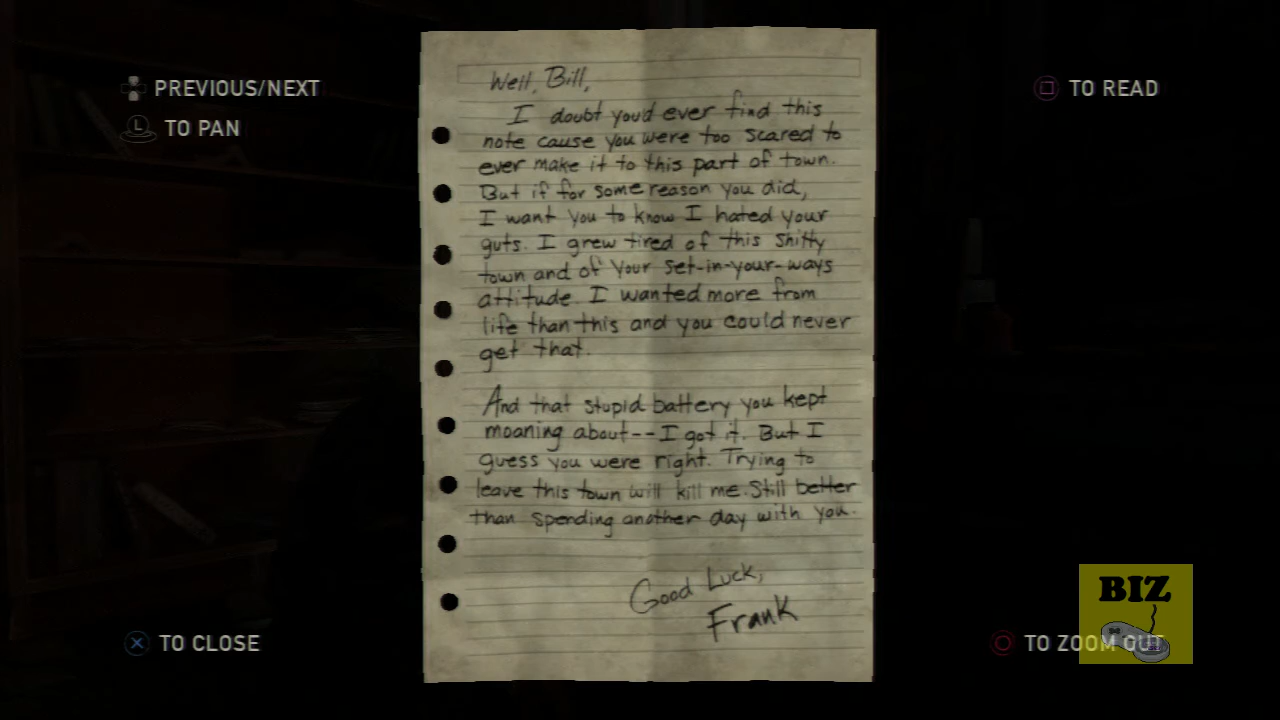 PREVIOUS/NEXT
L TO PAN
TO READ
Well, Bill,
I doubt you'd ever find this
note cause you were too scared to
ever make it to this part of town.
But if for some reason you did,
I want you to know I hated your
guts. I grew tired of this shitty
town and of your set-in-your-ways
attitude. I wanted more from
life than this and you could never
get that.
And that stupid battery you kept
moaning about--I got it. But I
guess you were right. Trying to
leave this town will kill me. Still better
than spending another day with you.
Good Luck,
Frank
TO CLOSE
TO ZOOM OUT
BIZ